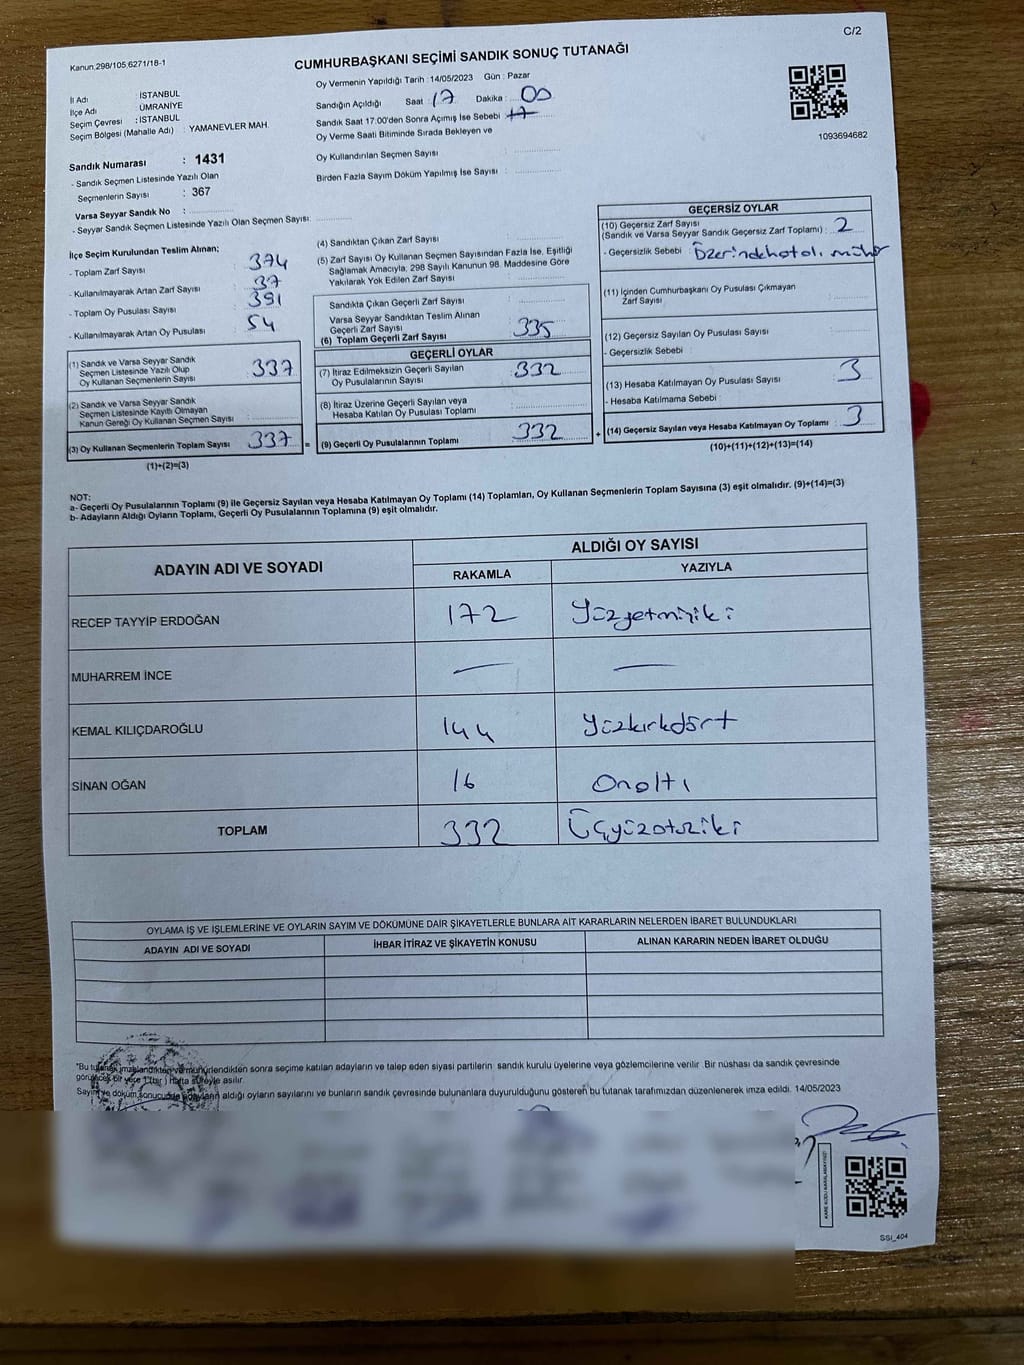 C/2
Kanun.298/105,6271/18-1
CUMHURBAŞKANI SEÇİMİ SANDIK SONUÇ TUTANAĞI
İl Adı : İSTANBUL
İlçe Adı : ÜMRANİYE
Seçim Çevresi : İSTANBUL
Seçim Bölgesi (Mahalle Adı) : YAMANEVLER MAH.
Sandık Numarası : 1431
- Sandık Seçmen Listesinde Yazılı Olan
Seçmenlerin Sayısı : 367
Varsa Seyyar Sandık No :
- Seyyar Sandık Seçmen Listesinde Yazılı Olan Seçmen Sayısı:
Oy Vermenin Yapıldığı Tarih : 14/05/2023 Gün : Pazar
Sandığın Açıldığı Saat : 17 Dakika : 00
Sandık Saat 17:00'den Sonra Açımış İse Sebebi 17
Oy Verme Saati Bitiminde Sırada Bekleyen ve
Oy Kullandırılan Seçmen Sayısı :
Birden Fazla Sayım Döküm Yapılmış İse Sayısı :
1093694682
İlçe Seçim Kurulundan Teslim Alınan;
- Toplam Zarf Sayısı : 374
- Kullanılmayarak Artan Zarf Sayısı : 37
- Toplam Oy Pusulası Sayısı : 391
- Kullanılmayarak Artan Oy Pusulası : 54
(1) Sandık ve Varsa Seyyar Sandık
Seçmen Listesinde Yazılı Olup
Oy Kullanan Seçmenlerin Sayısı : 337
(2) Sandık ve Varsa Seyyar Sandık
Seçmen Listesinde Kayıtlı Olmayan
Kanun Gereği Oy Kullanan Seçmen Sayısı :
(3) Oy Kullanan Seçmenlerin Toplam Sayısı : 337 =
(1)+(2)=(3)
(4) Sandıktan Çıkan Zarf Sayısı :
(5) Zarf Sayısı Oy Kullanan Seçmen Sayısından Fazla İse, Eşitliği
Sağlamak Amacıyla, 298 Sayılı Kanunun 98. Maddesine Göre
Yakılarak Yok Edilen Zarf Sayısı :
Sandıkta Çıkan Geçerli Zarf Sayısı :
Varsa Seyyar Sandıktan Teslim Alınan
Geçerli Zarf Sayısı :
(6) Toplam Geçerli Zarf Sayısı : 335
GEÇERLİ OYLAR
(7) İtiraz Edilmeksizin Geçerli Sayılan
Oy Pusulalarının Sayısı : 332
(8) İtiraz Üzerine Geçerli Sayılan veya
Hesaba Katılan Oy Pusulası Toplamı :
(9) Geçerli Oy Pusulalarının Toplamı : 332 +
GEÇERSİZ OYLAR
(10) Geçersiz Zarf Sayısı
(Sandık ve Varsa Seyyar Sandık Geçersiz Zarf Toplamı) : 2
- Geçersizlik Sebebi : Üzerinde hatalı mühür
(11) İçinden Cumhurbaşkanı Oy Pusulası Çıkmayan
Zarf Sayısı :
(12) Geçersiz Sayılan Oy Pusulası Sayısı :
- Geçersizlik Sebebi :
(13) Hesaba Katılmayan Oy Pusulası Sayısı : 3
- Hesaba Katılmama Sebebi :
(14) Geçersiz Sayılan veya Hesaba Katılmayan Oy Toplamı : 3
(10)+(11)+(12)+(13)=(14)
NOT:
a- Geçerli Oy Pusulalarının Toplamı (9) ile Geçersiz Sayılan veya Hesaba Katılmayan Oy Toplamı (14) Toplamları, Oy Kullanan Seçmenlerin Toplam Sayısına (3) eşit olmalıdır. (9)+(14)=(3)
b- Adayların Aldığı Oyların Toplamı, Geçerli Oy Pusulalarının Toplamına (9) eşit olmalıdır.
ADAYIN ADI VE SOYADI ALDIĞI OY SAYISI
RAKAMLA YAZIYLA
RECEP TAYYİP ERDOĞAN 172 Yüzyetmişiki
MUHARREM İNCE — —
KEMAL KILIÇDAROĞLU 144 Yüzkırkdört
SİNAN OĞAN 16 Onaltı
TOPLAM 332 Üçyüzotuziki
OYLAMA İŞ VE İŞLEMLERİNE VE OYLARIN SAYIM VE DÖKÜMÜNE DAİR ŞİKAYETLERLE BUNLARA AİT KARARLARIN NELERDEN İBARET BULUNDUKLARI
ADAYIN ADI VE SOYADI İHBAR İTİRAZ VE ŞİKAYETİN KONUSU ALINAN KARARIN NEDEN İBARET OLDUĞU
*Bu tutanak imzalandıktan ve mühürlendikten sonra seçime katılan adayların ve talep eden siyasi partilerin sandık kurulu üyelerine veya gözlemcilerine verilir. Bir nüshası da sandık çevresinde
görülecek bir yere 1 (bir) hafta süreyle asılır.
Sayım ve döküm sonucunda adayların aldığı oyların sayılarını ve bunların sandık çevresinde bulunanlara duyurulduğunu gösteren bu tutanak tarafımızdan düzenlenerek imza edildi. 14/05/2023
SSI_404